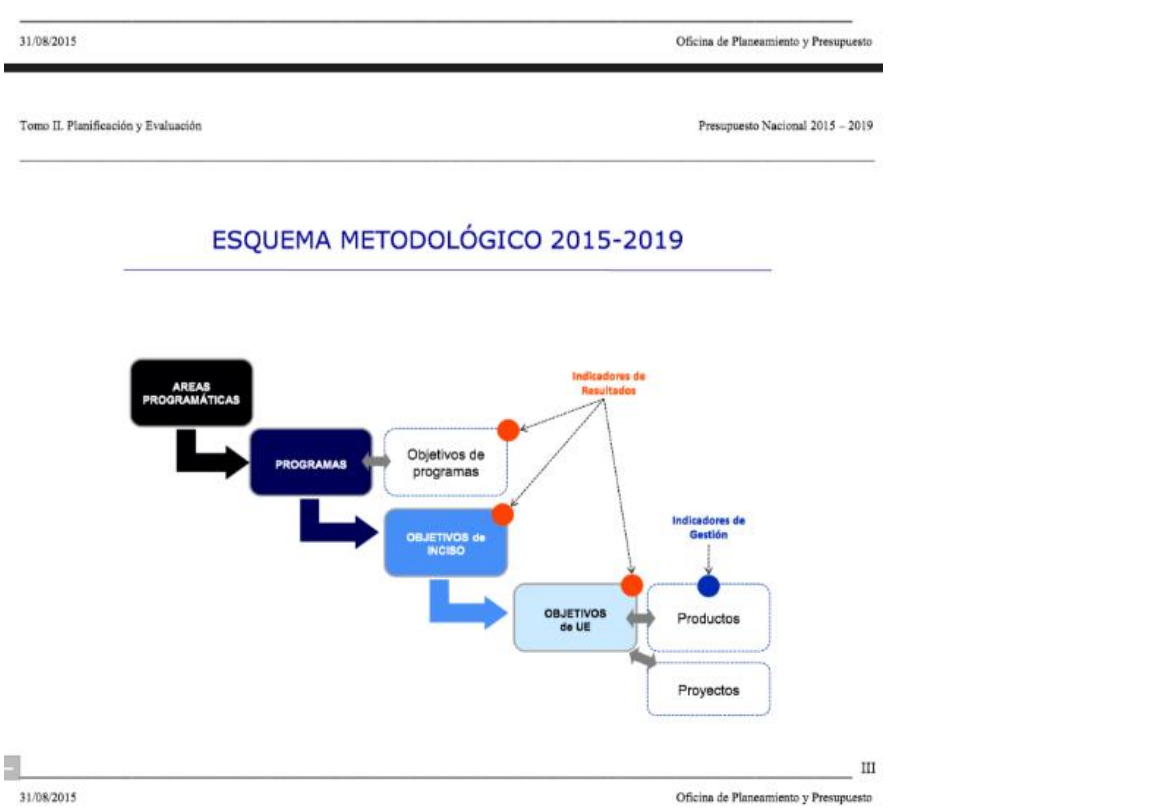 31/08/2015 Oficina de Planeamiento y Presupuesto
Tomo II. Planificación y Evaluación Presupuesto Nacional 2015 – 2019
ESQUEMA METODOLÓGICO 2015-2019
AREAS
PROGRAMÁTICAS
Indicadores de
Resultados
PROGRAMAS
Objetivos de
programas
OBJETIVOS de
INCISO
Indicadores de
Gestión
OBJETIVOS
de UE
Productos
Proyectos
III
31/08/2015 Oficina de Planeamiento y Presupuesto